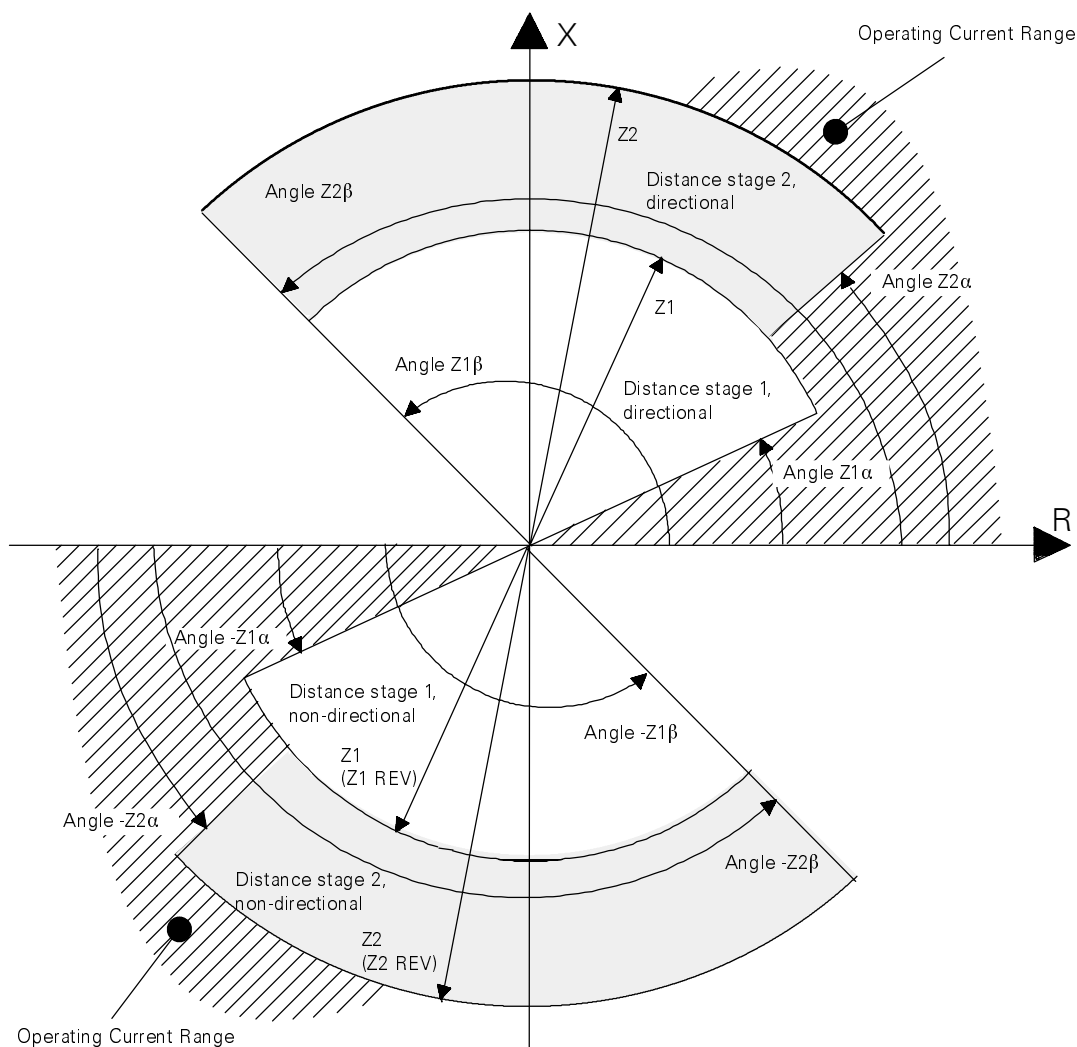 Operating Current Range
X
Z2
Distance stage 2,
directional
Angle Z2β
Angle Z2α
Z1
Angle Z1β
Distance stage 1,
directional
Angle Z1α
R
Angle -Z1α
Distance stage 1,
non-directional
Angle -Z1β
Z1
(Z1 REV)
Angle -Z2α
Angle -Z2β
Distance stage 2,
non-directional
Z2
(Z2 REV)
Operating Current Range